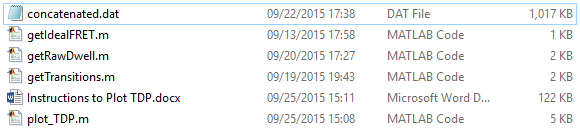 concatenated.dat 09/22/2015 17:38 DAT File 1,017 KB
getIdealFRET.m 09/13/2015 17:58 MATLAB Code 1 KB
getRawDwell.m 09/20/2015 17:27 MATLAB Code 2 KB
getTransitions.m 09/19/2015 19:43 MATLAB Code 2 KB
Instructions to Plot TDP.docx 09/25/2015 15:11 Microsoft Word D... 122 KB
plot_TDP.m 09/25/2015 15:08 MATLAB Code 5 KB